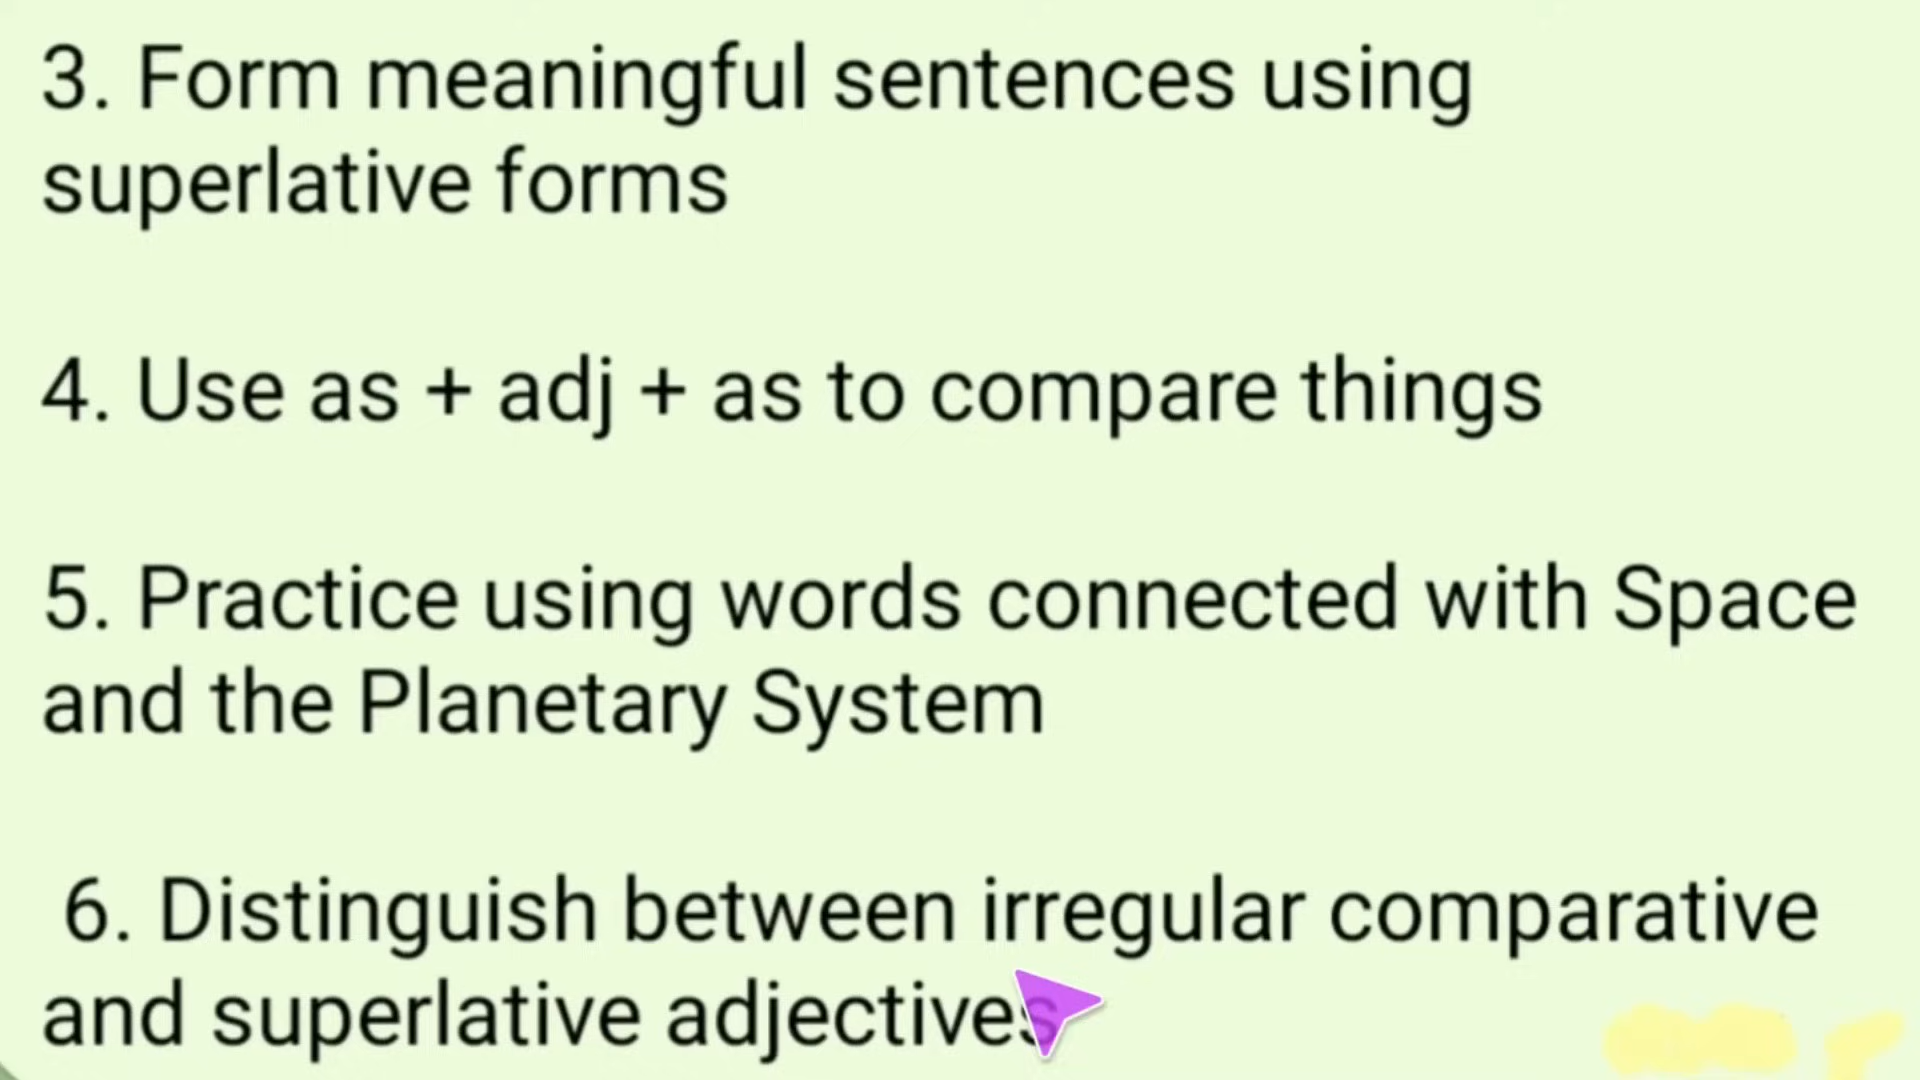 3. Form meaningful sentences using
superlative forms
4. Use as + adj + as to compare things
5. Practice using words connected with Space
and the Planetary System
6. Distinguish between irregular comparative
and superlative adjectives